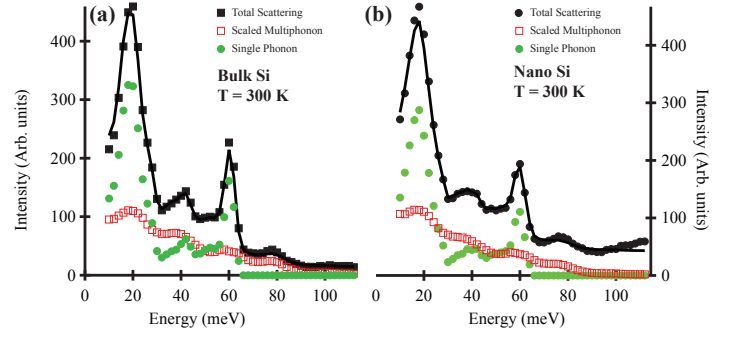 (a)
Total Scattering
Scaled Multiphonon
Single Phonon
Bulk Si
T = 300 K
Intensity (Arb. units)
400
300
200
100
0
0 20 40 60 80 100
Energy (meV)
(b)
Total Scattering
Scaled Multiphonon
Single Phonon
Nano Si
T = 300 K
Intensity (Arb. units)
400
300
200
100
0
0 20 40 60 80 100
Energy (meV)